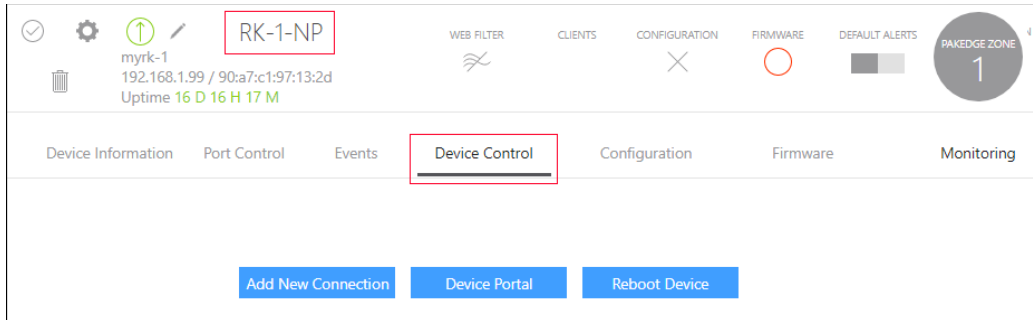 RK-1-NP
myrk-1
192.168.1.99 / 90:a7:c1:97:13:2d
Uptime 16 D 16 H 17 M
WEB FILTER
CLIENTS
CONFIGURATION
FIRMWARE
DEFAULT ALERTS
PAKEDGE ZONE
1
Device Information
Port Control
Events
Device Control
Configuration
Firmware
Monitoring
Add New Connection
Device Portal
Reboot Device